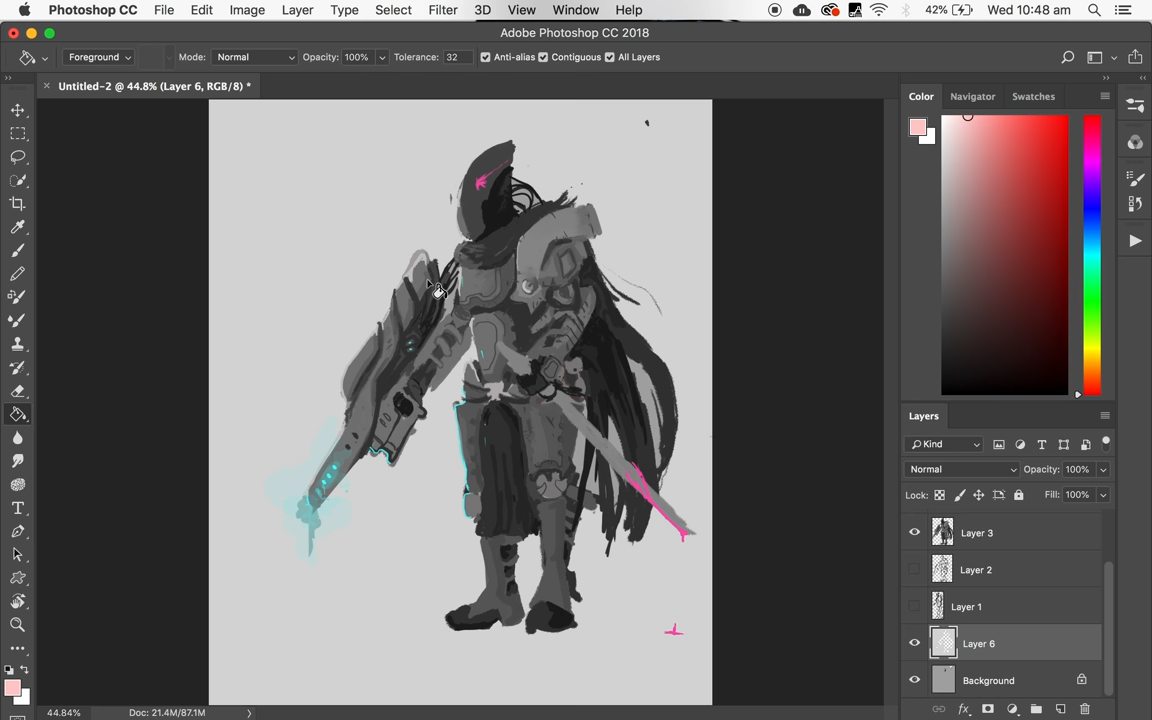 Photoshop CC File Edit Image Layer Type Select Filter 3D View Window Help 42% Wed 10:48 am
Adobe Photoshop CC 2018
Foreground Mode: Normal Opacity: 100% Tolerance: 32 Anti-alias Contiguous All Layers
Untitled-2 @ 44.8% (Layer 6, RGB/8) *
Color Navigator Swatches
Layers
Kind
Normal Opacity: 100%
Lock: Fill: 100%
Layer 3
Layer 2
Layer 1
Layer 6
Background
44.84% Doc: 21.4M/87.1M